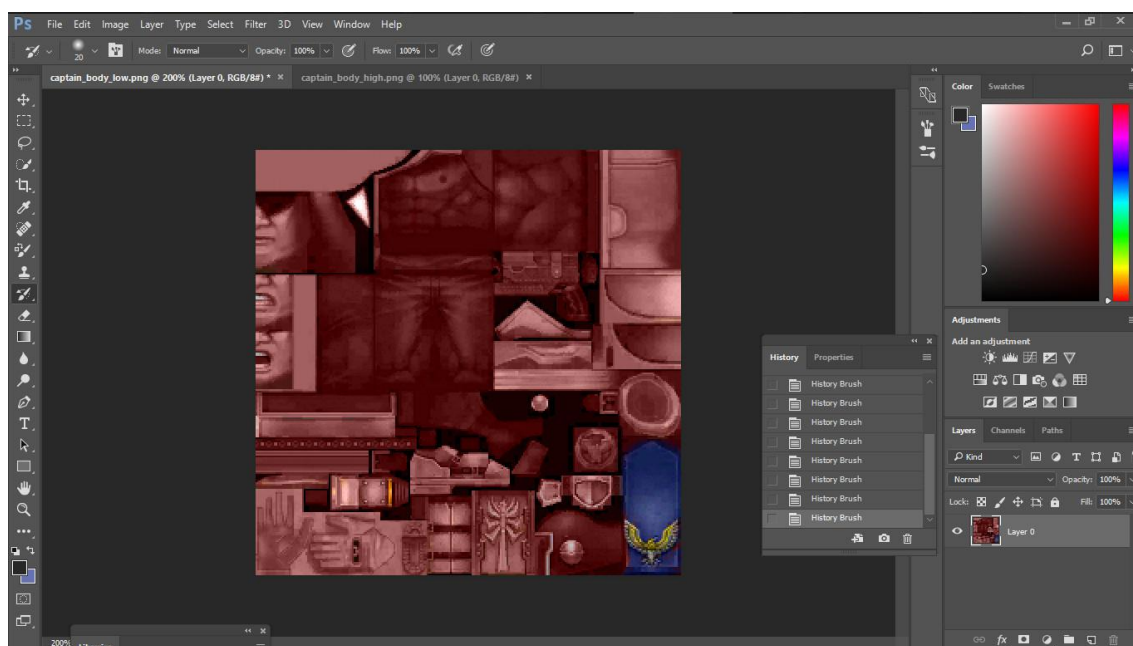 Ps File Edit Image Layer Type Select Filter 3D View Window Help
20 Mode: Normal Opacity: 100% Flow: 100%
captain_body_low.png @ 200% (Layer 0, RGB/8#) * × captain_body_high.png @ 100% (Layer 0, RGB/8#) ×
Color Swatches
Adjustments
Add an adjustment
History Properties
History Brush
History Brush
History Brush
History Brush
History Brush
History Brush
History Brush
History Brush
Layers Channels Paths
Kind
Normal Opacity: 100%
Lock: Fill: 100%
Layer 0
200%
fx